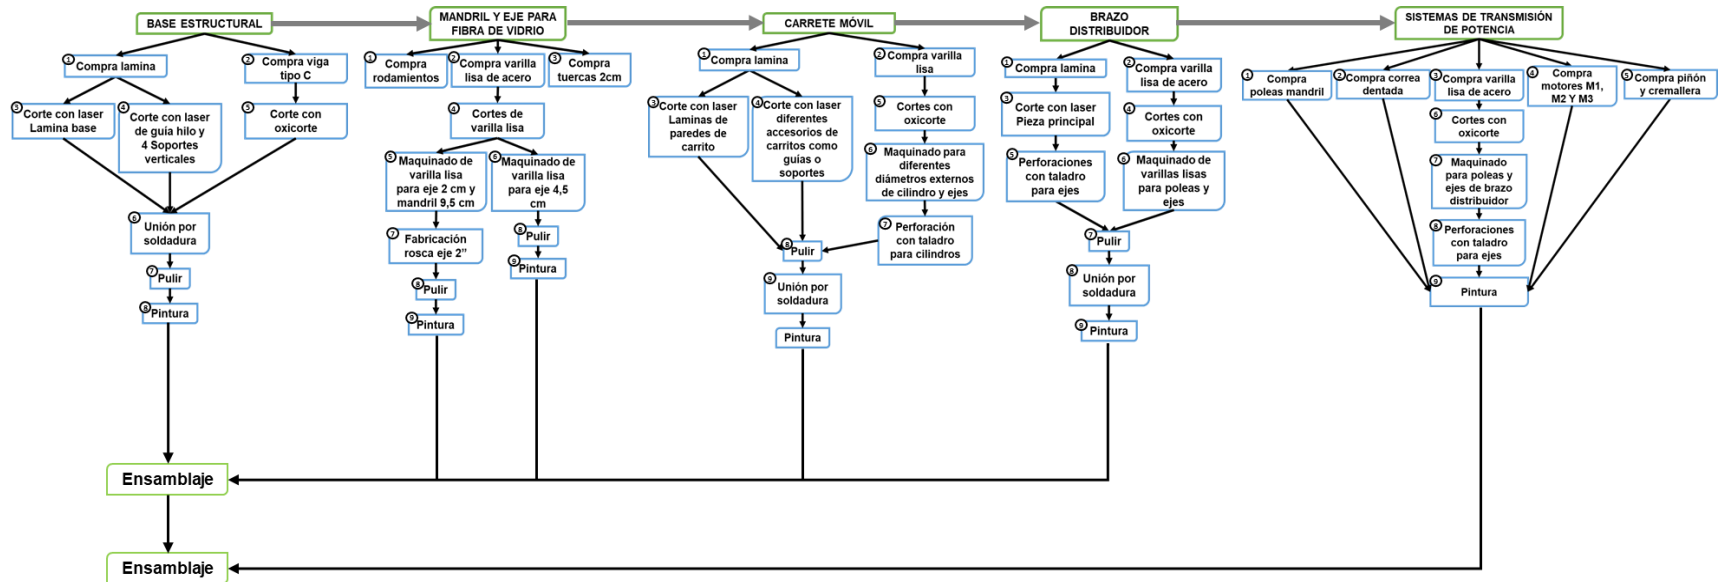 BASE ESTRUCTURAL
1
Compra lamina
2
Compra viga
tipo C
3
Corte con laser
Lamina base
4
Corte con laser
de guía hilo y
4 Soportes
verticales
5
Corte con
oxicorte
6
Unión por
soldadura
7
Pulir
8
Pintura
MANDRIL Y EJE PARA
FIBRA DE VIDRIO
1
Compra
rodamientos
2
Compra varilla
lisa de acero
3
Compra
tuercas 2cm
4
Cortes de
varilla lisa
5
Maquinado de
varilla lisa
para eje 2 cm y
mandril 9,5 cm
6
Maquinado de
varilla lisa
para eje 4,5
cm
7
Fabricación
rosca eje 2”
8
Pulir
9
Pintura
8
Pulir
9
Pintura
CARRETE MÓVIL
1
Compra lamina
2
Compra varilla
lisa
3
Corte con laser
Laminas de
paredes de
carrito
4
Corte con laser
diferentes
accesorios de
carritos como
guías o
soportes
5
Cortes con
oxicorte
6
Maquinado para
diferentes
diámetros externos
de cilindro y ejes
7
Perforación
con taladro
para cilindros
8
Pulir
9
Unión por
soldadura
Pintura
BRAZO
DISTRIBUIDOR
1
Compra lamina
2
Compra varilla
lisa de acero
3
Corte con laser
Pieza principal
4
Cortes con
oxicorte
5
Perforaciones
con taladro
para ejes
6
Maquinado de
varillas lisas
para poleas y
ejes
7
Pulir
8
Unión por
soldadura
9
Pintura
SISTEMAS DE TRANSMISIÓN
DE POTENCIA
1
Compra
poleas mandril
2
Compra correa
dentada
3
Compra varilla
lisa de acero
4
Compra
motores M1,
M2 Y M3
5
Compra piñón
y cremallera
6
Cortes con
oxicorte
7
Maquinado
para poleas y
ejes de brazo
distribuidor
8
Perforaciones
con taladro
para ejes
9
Pintura
Ensamblaje
Ensamblaje